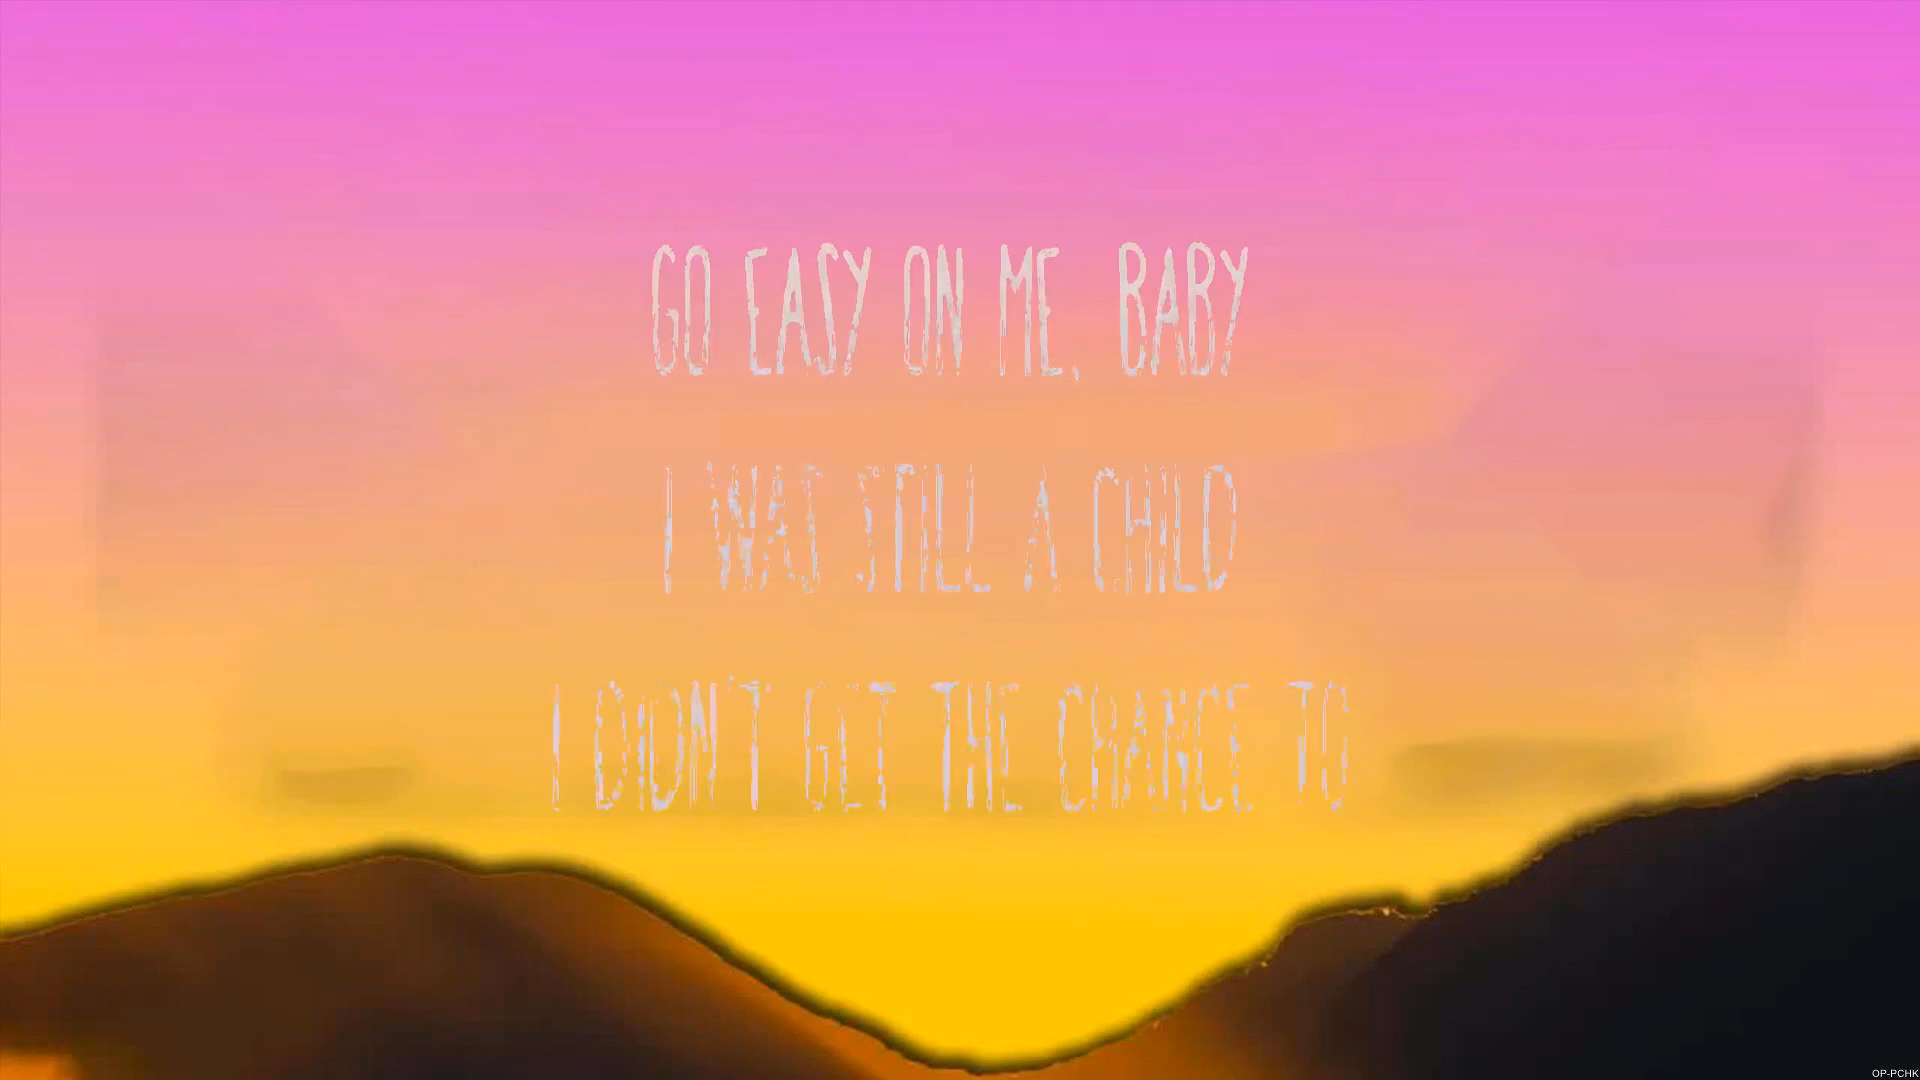 GO EASY ON ME, BABY
I WAS STILL A CHILD
I DIDN'T GET THE CHANCE TO
OP-PCHK